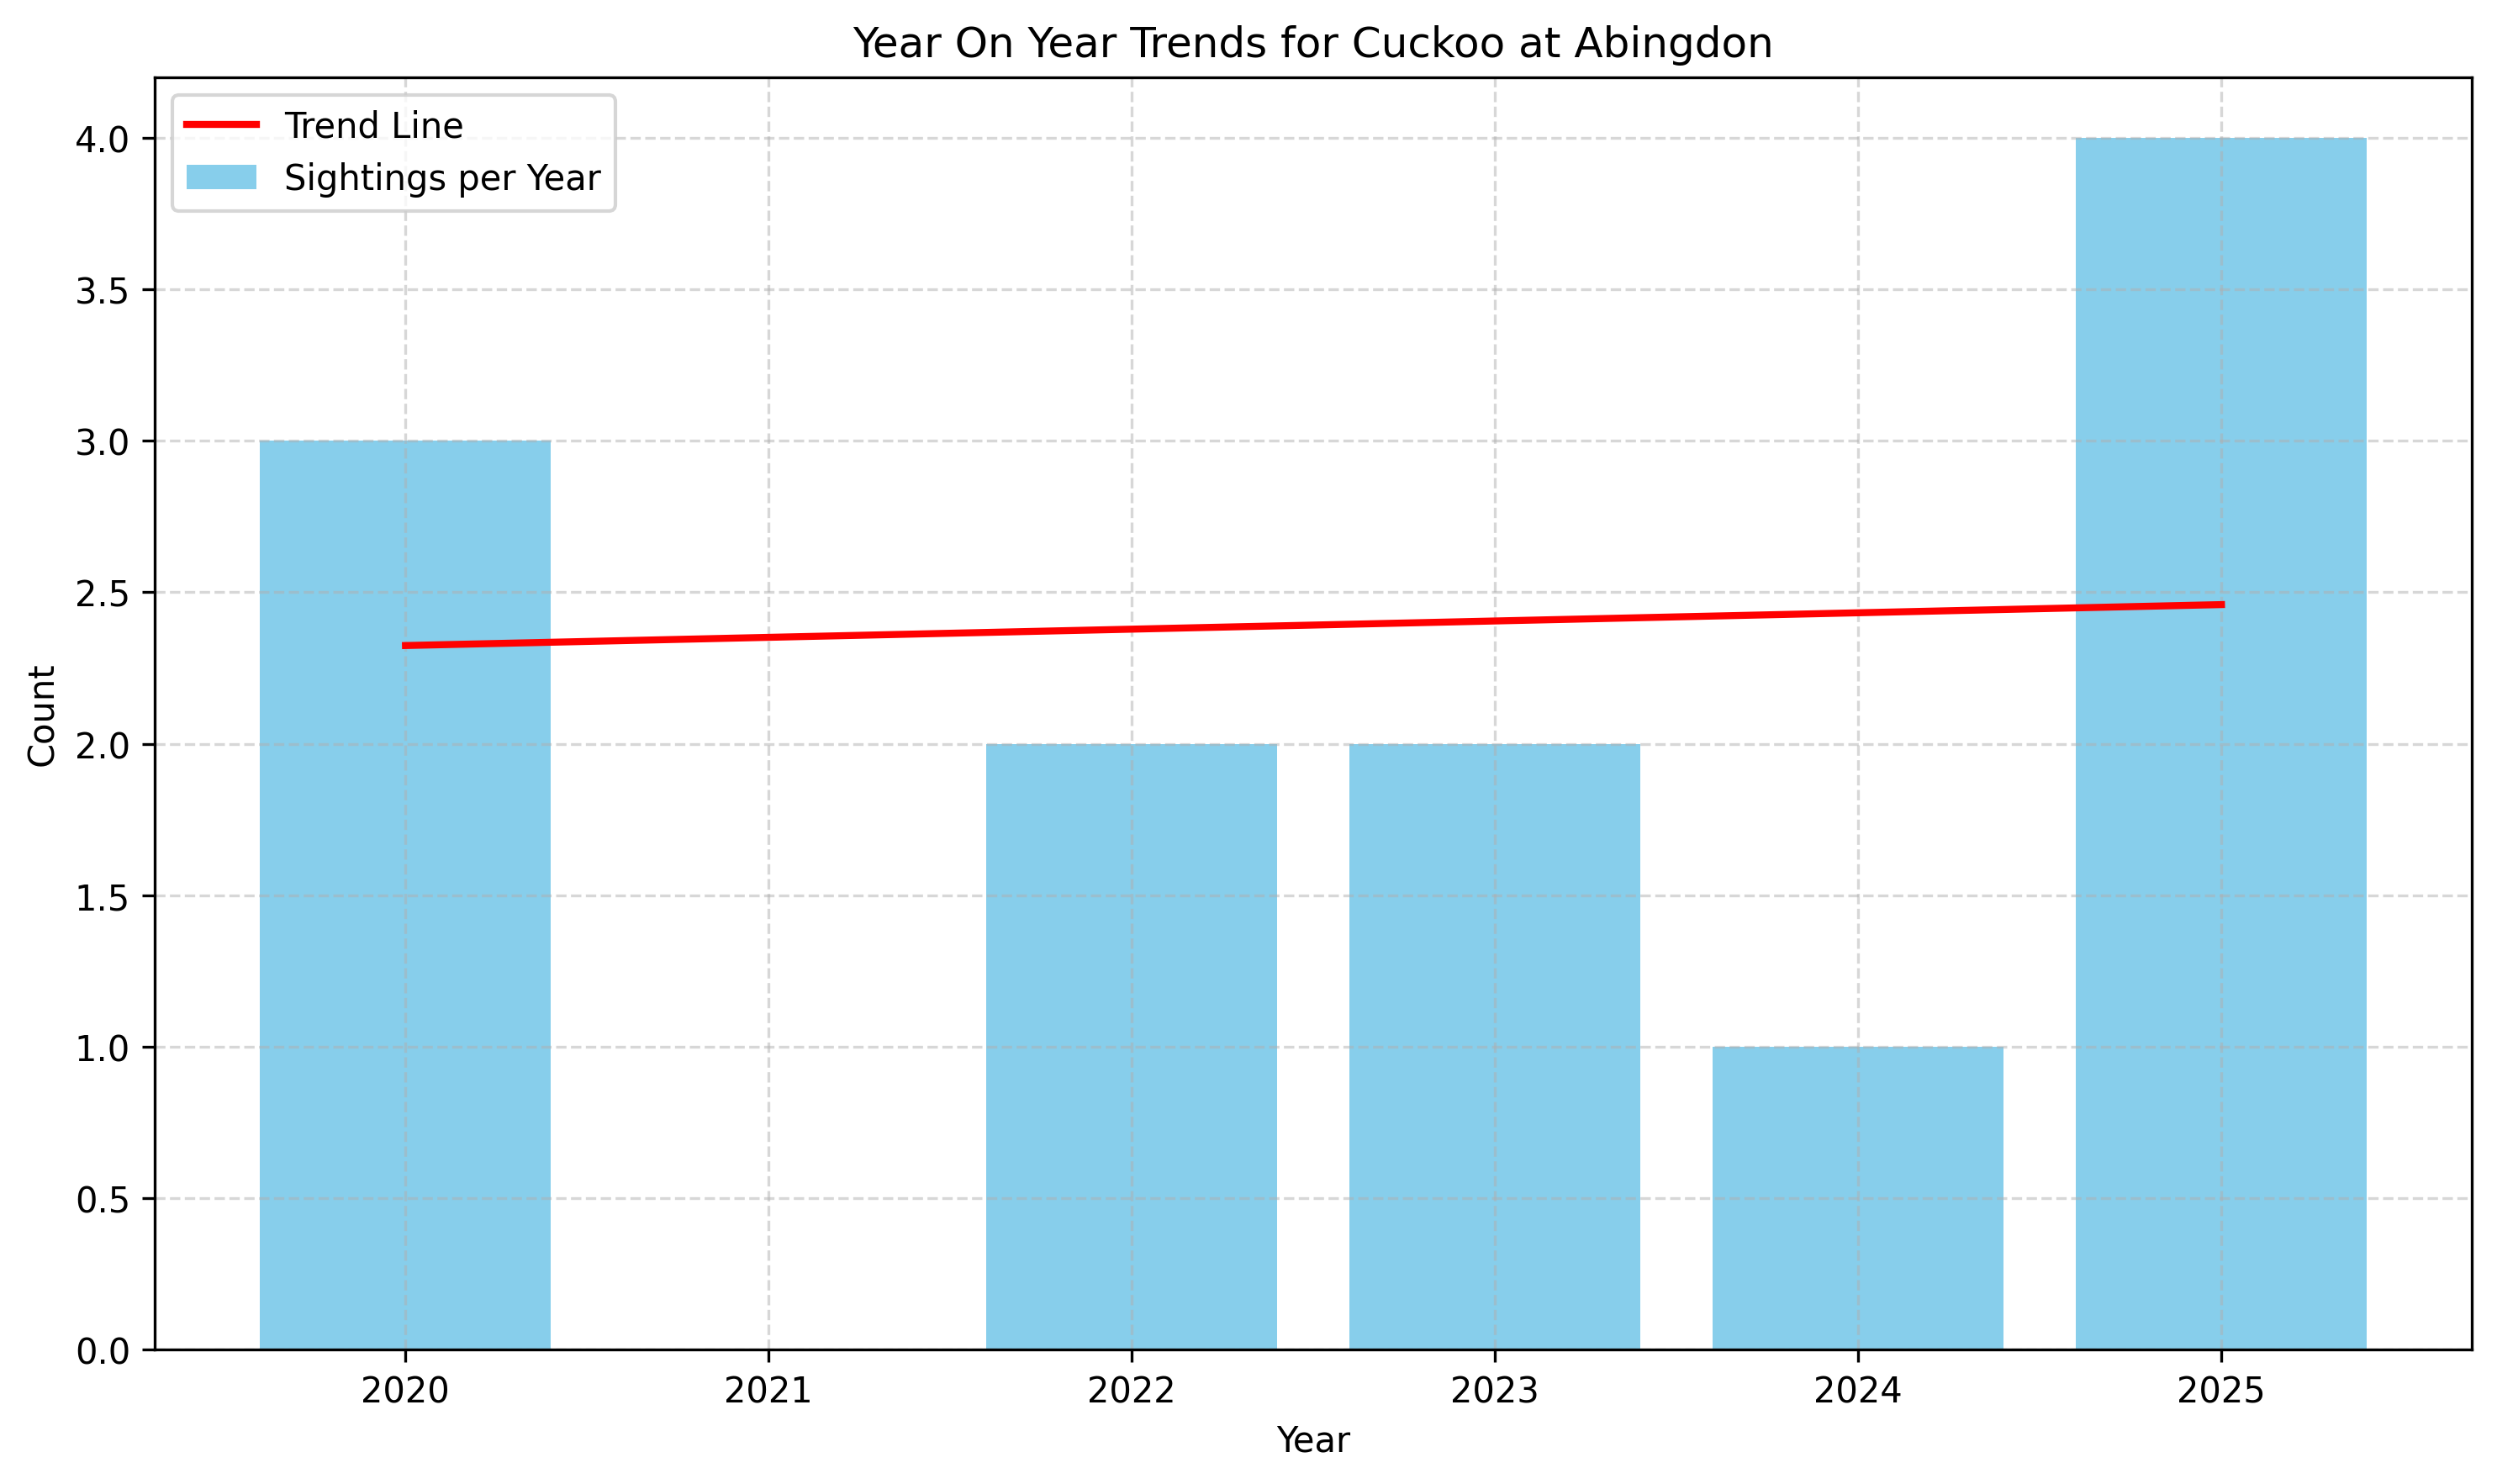 Year On Year Trends for Cuckoo at Abingdon
Trend Line
Sightings per Year
4.0
3.5
3.0
2.5
2.0
1.5
1.0
0.5
0.0
Count
2020 2021 2022 2023 2024 2025
Year